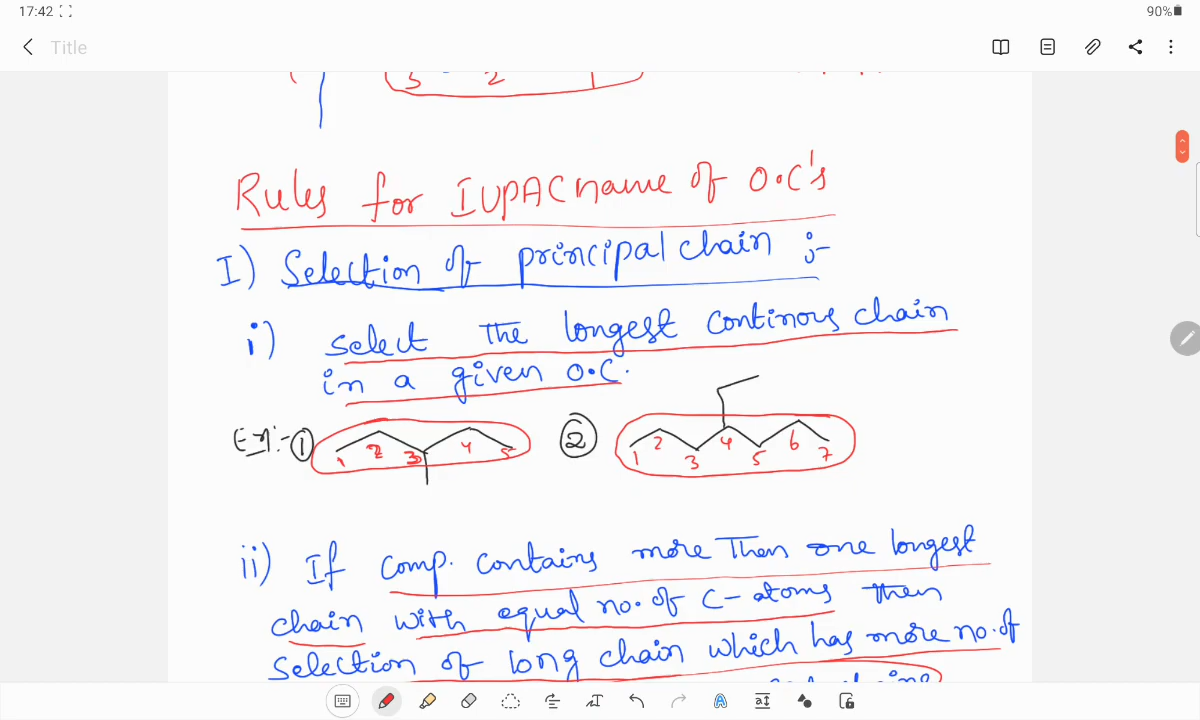 17:42
90%
Title
3 2 1
Rules for IUPAC name of O.C's
I) Selection of principal chain :-
i) select the longest continous chain
in a given O.C.
Ex:- ① 1 2 3 4 5 ② 1 2 3 4 5 6 7
ii) If comp. contains more then one longest
chain with equal no. of C-atoms then
selection of long chain which has more no. of